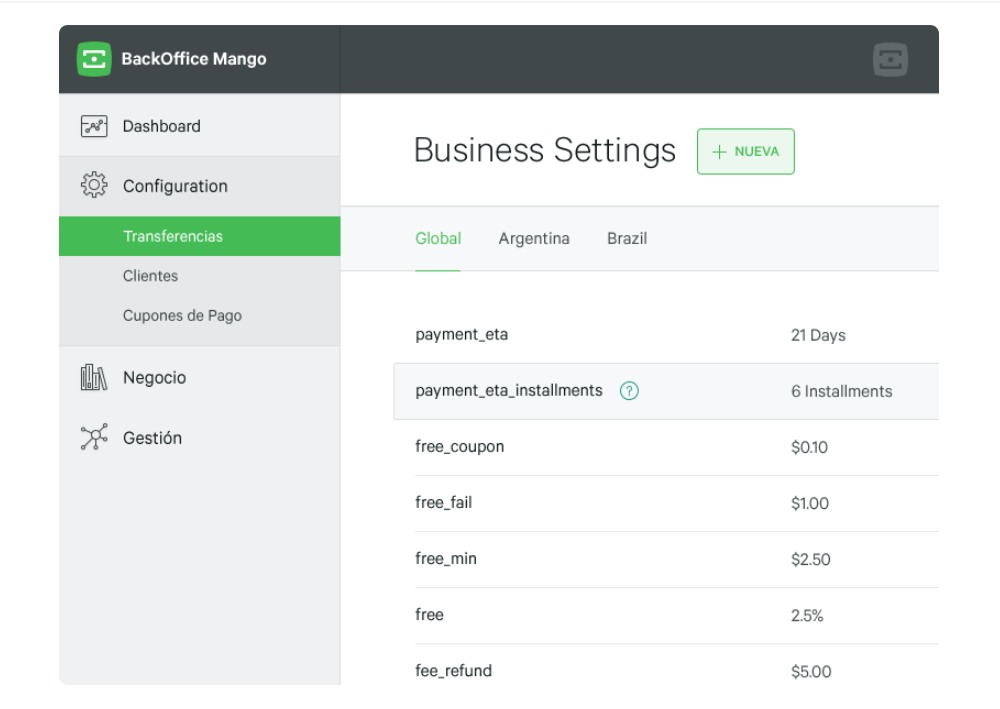 BackOffice Mango
Dashboard
Configuration
Transferencias
Clientes
Cupones de Pago
Negocio
Gestión
Business Settings
+ NUEVA
Global Argentina Brazil
payment_eta 21 Days
payment_eta_installments ? 6 Installments
free_coupon $0.10
free_fail $1.00
free_min $2.50
free 2.5%
fee_refund $5.00